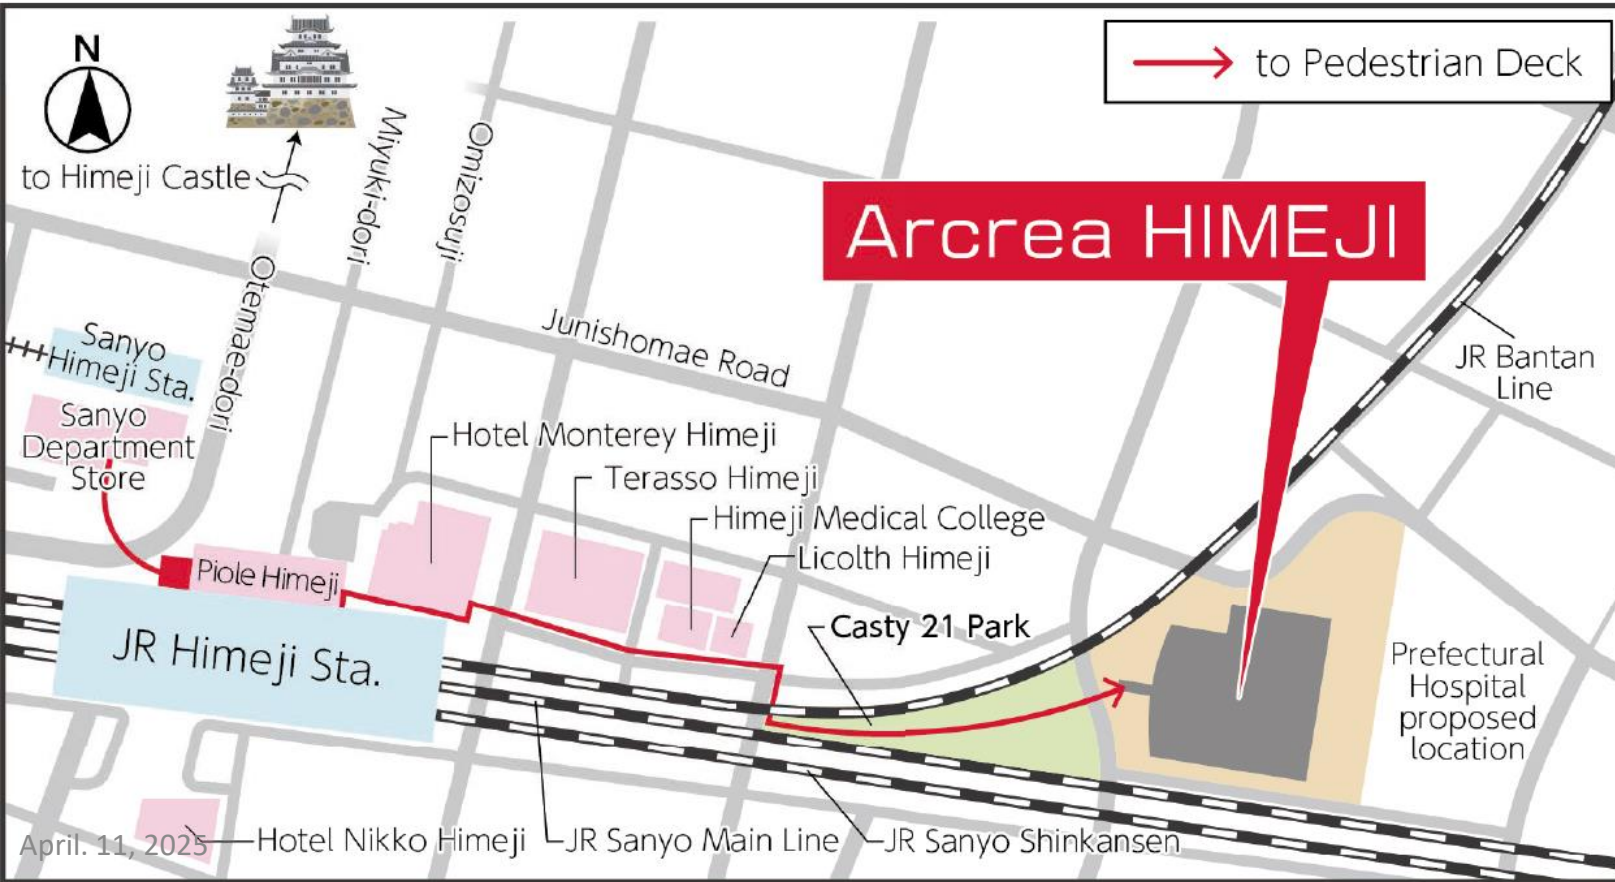 N
to Pedestrian Deck
to Himeji Castle
Miyuki-dori
Omizosuji
Otemae-dori
Arcrea HIMEJI
Junishomae Road
Sanyo
Himeji Sta.
JR Bantan
Line
Sanyo
Department
Store
Hotel Monterey Himeji
Terasso Himeji
Himeji Medical College
Licolth Himeji
Piole Himeji
Casty 21 Park
JR Himeji Sta.
Prefectural
Hospital
proposed
location
Hotel Nikko Himeji
JR Sanyo Main Line
JR Sanyo Shinkansen
April. 11, 2025